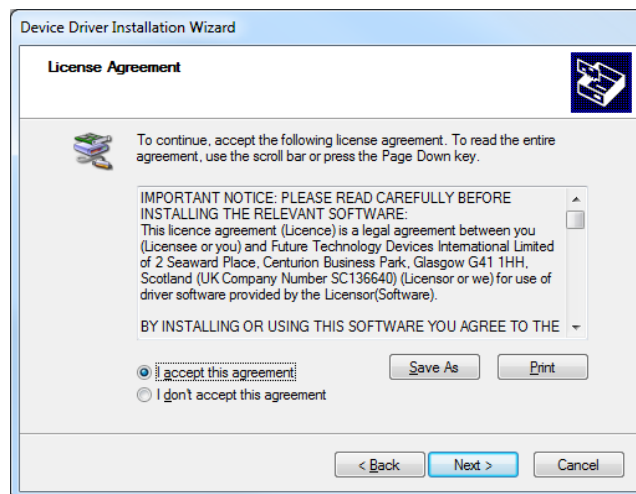 Device Driver Installation Wizard
License Agreement
To continue, accept the following license agreement. To read the entire
agreement, use the scroll bar or press the Page Down key.
IMPORTANT NOTICE: PLEASE READ CAREFULLY BEFORE
INSTALLING THE RELEVANT SOFTWARE:
This licence agreement (Licence) is a legal agreement between you
(Licensee or you) and Future Technology Devices International Limited
of 2 Seaward Place, Centurion Business Park, Glasgow G41 1HH,
Scotland (UK Company Number SC136640) (Licensor or we) for use of
driver software provided by the Licensor(Software).
BY INSTALLING OR USING THIS SOFTWARE YOU AGREE TO THE
I accept this agreement
Save As
Print
I don't accept this agreement
< Back
Next >
Cancel